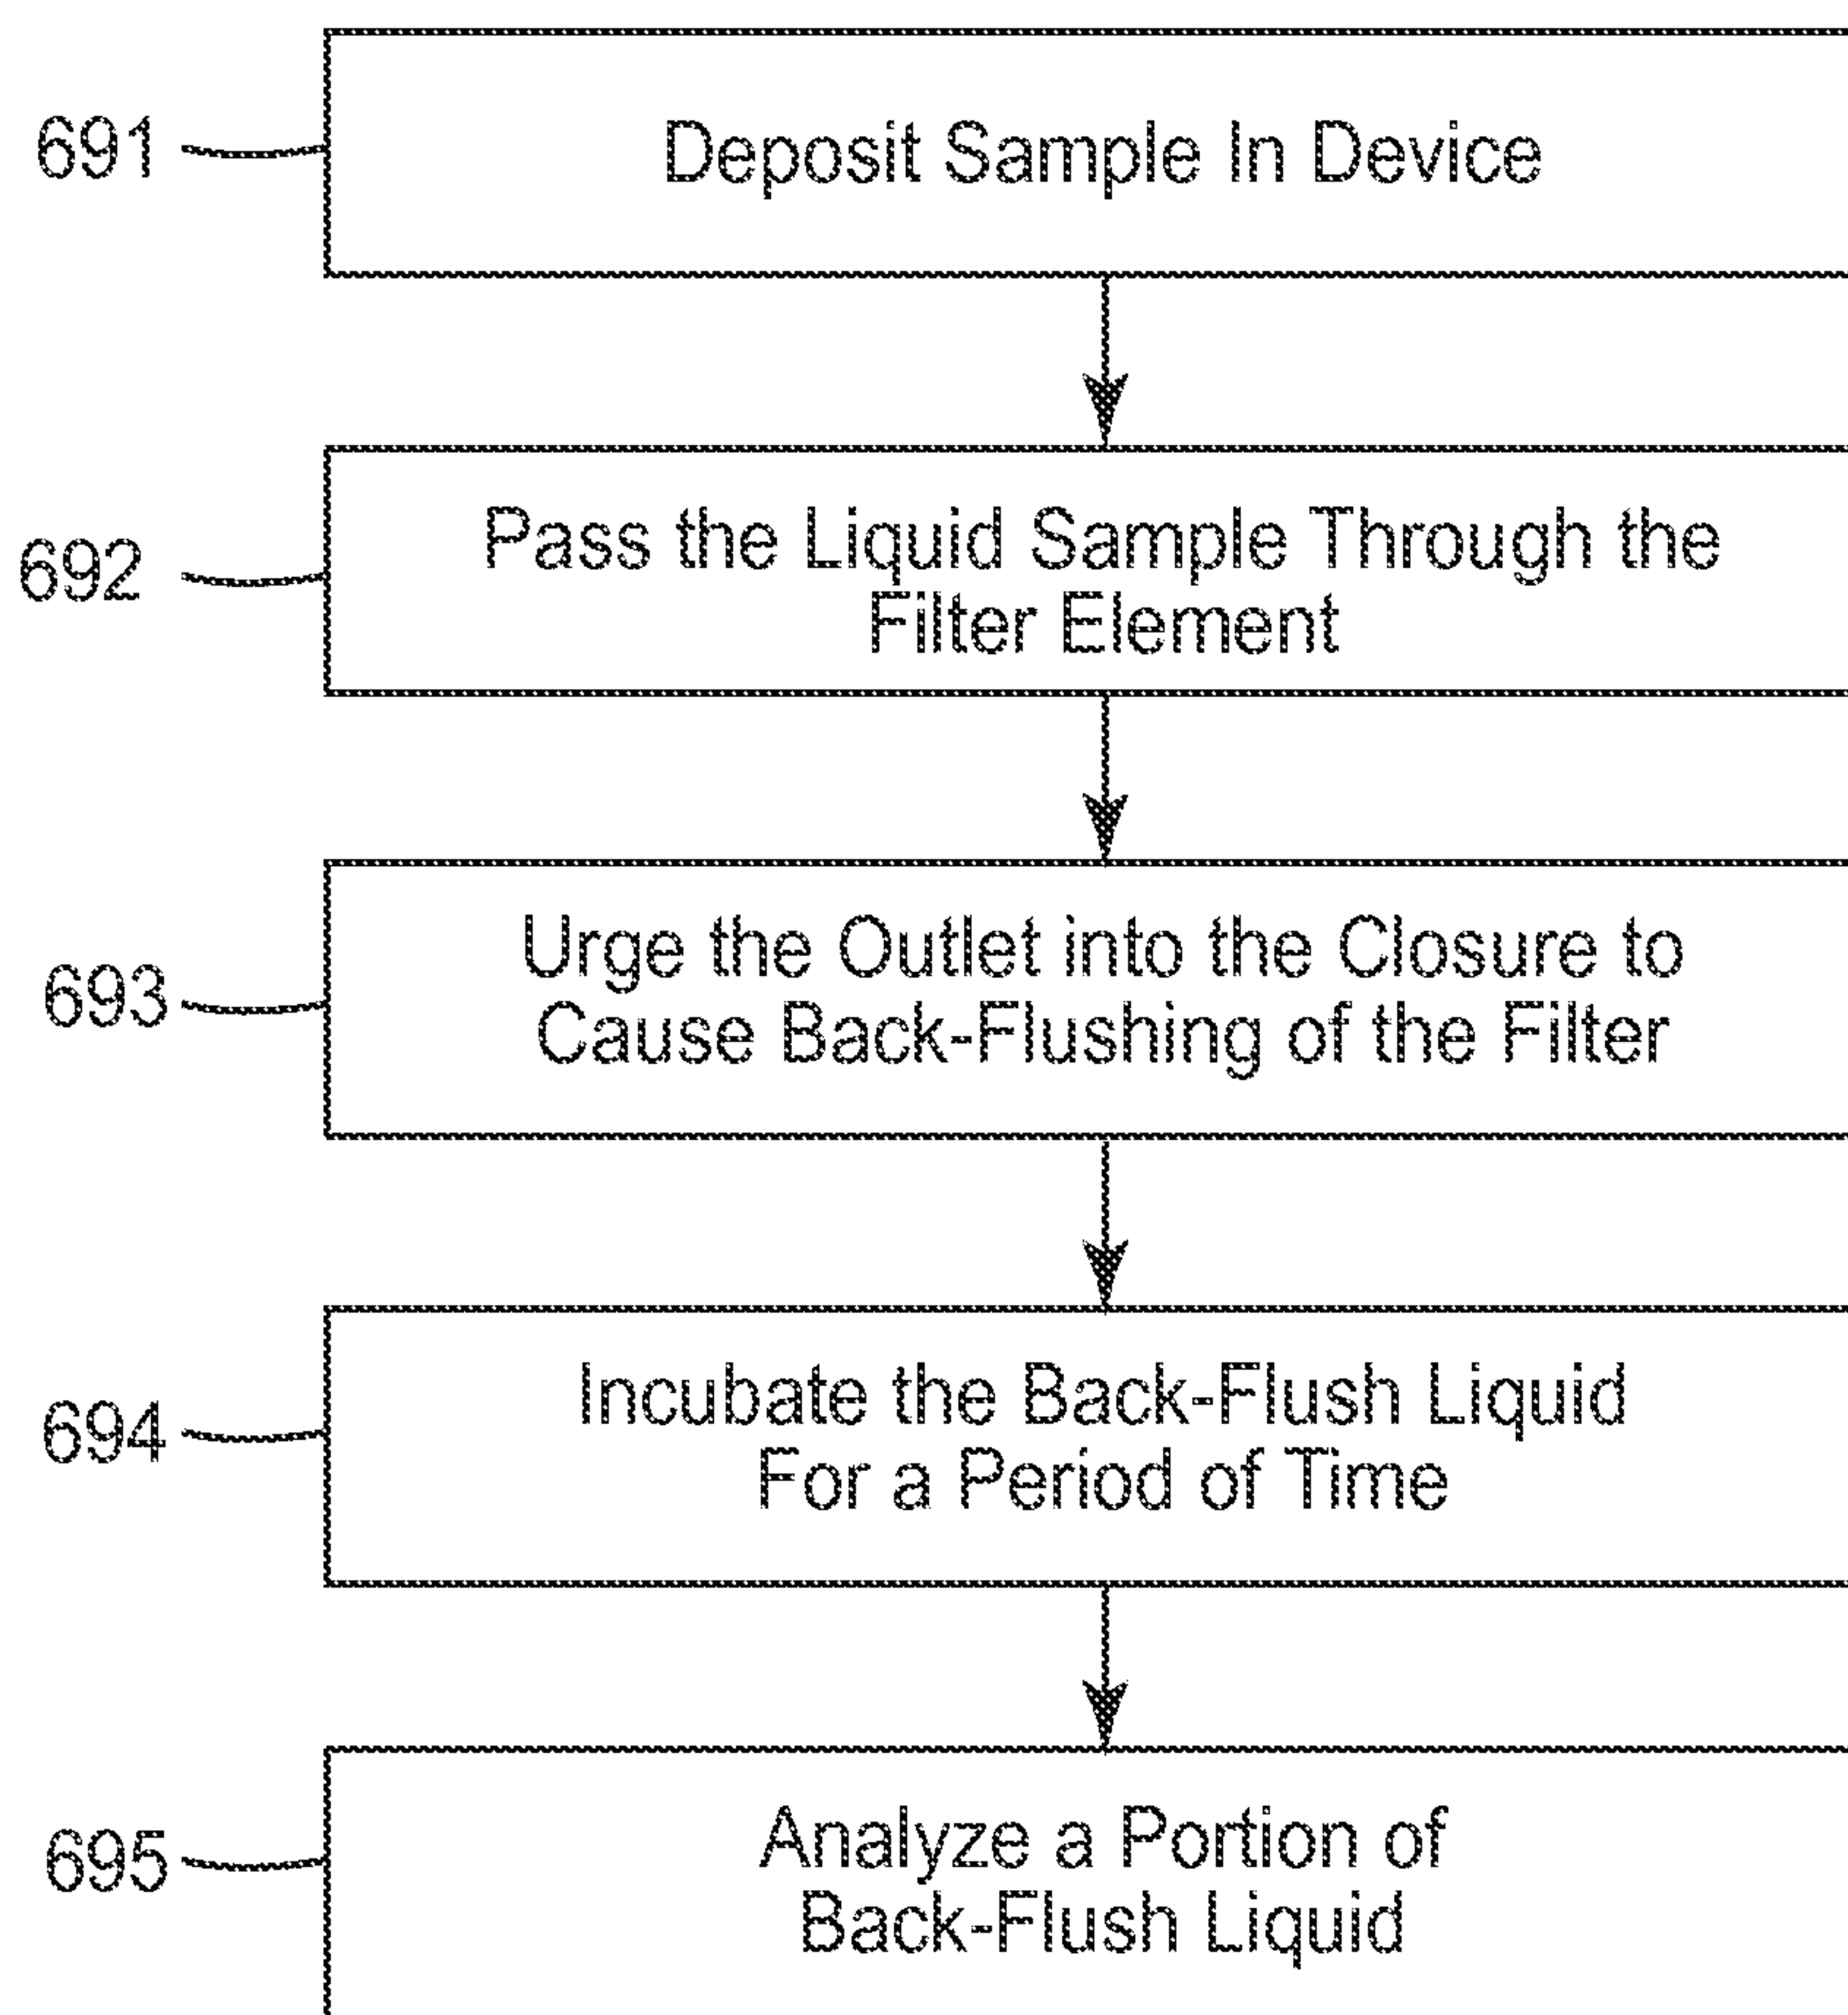 691
Deposit Sample In Device
692
Pass the Liquid Sample Through the
Filter Element
693
Urge the Outlet into the Closure to
Cause Back-Flushing of the Filter
694
Incubate the Back-Flush Liquid
For a Period of Time
695
Analyze a Portion of
Back-Flush Liquid